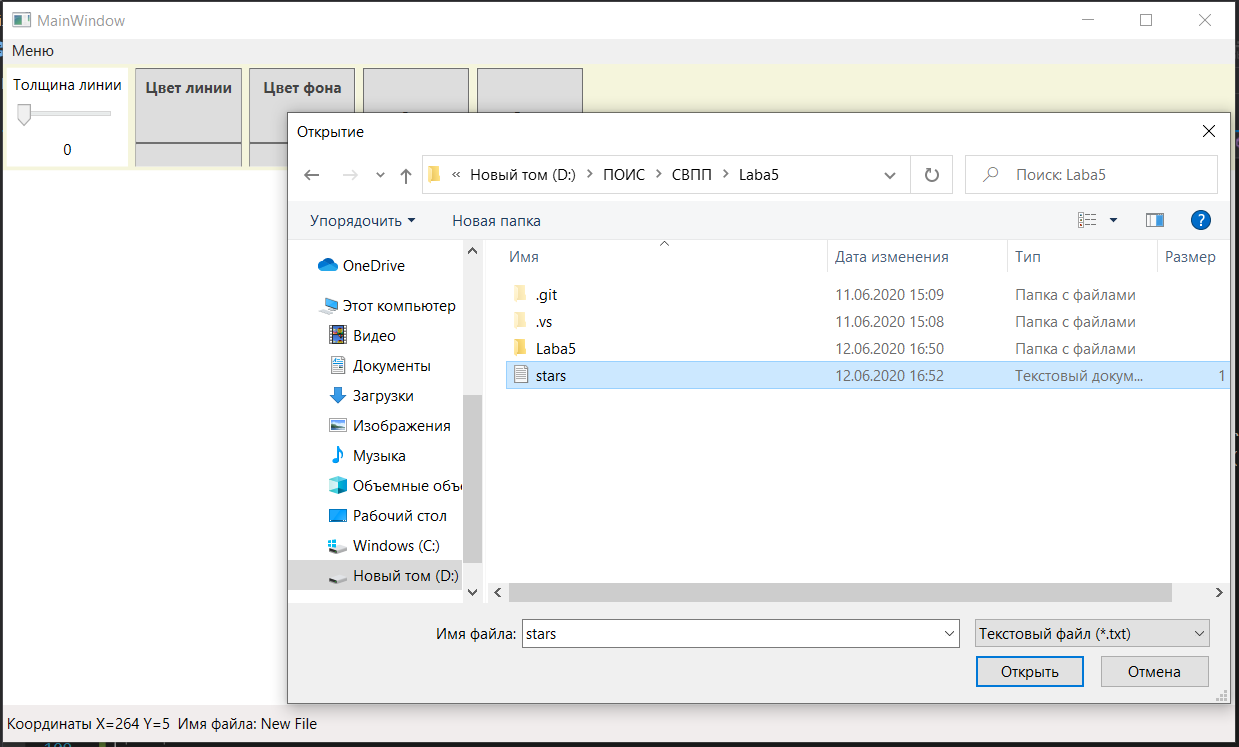 MainWindow
Меню
Толщина линии
0
Цвет линии
Цвет фона
Открытие
« Новый том (D:) > ПОИС > СВПП > Laba5
Поиск: Laba5
Упорядочить
Новая папка
?
OneDrive
Этот компьютер
Видео
Документы
Загрузки
Изображения
Музыка
Объемные объ
Рабочий стол
Windows (C:)
Новый том (D:)
Имя Дата изменения Тип Размер
.git 11.06.2020 15:09 Папка с файлами
.vs 11.06.2020 15:08 Папка с файлами
Laba5 12.06.2020 16:50 Папка с файлами
stars 12.06.2020 16:52 Текстовый докум... 1
Имя файла: stars
Текстовый файл (*.txt)
Открыть
Отмена
Координаты X=264 Y=5 Имя файла: New File